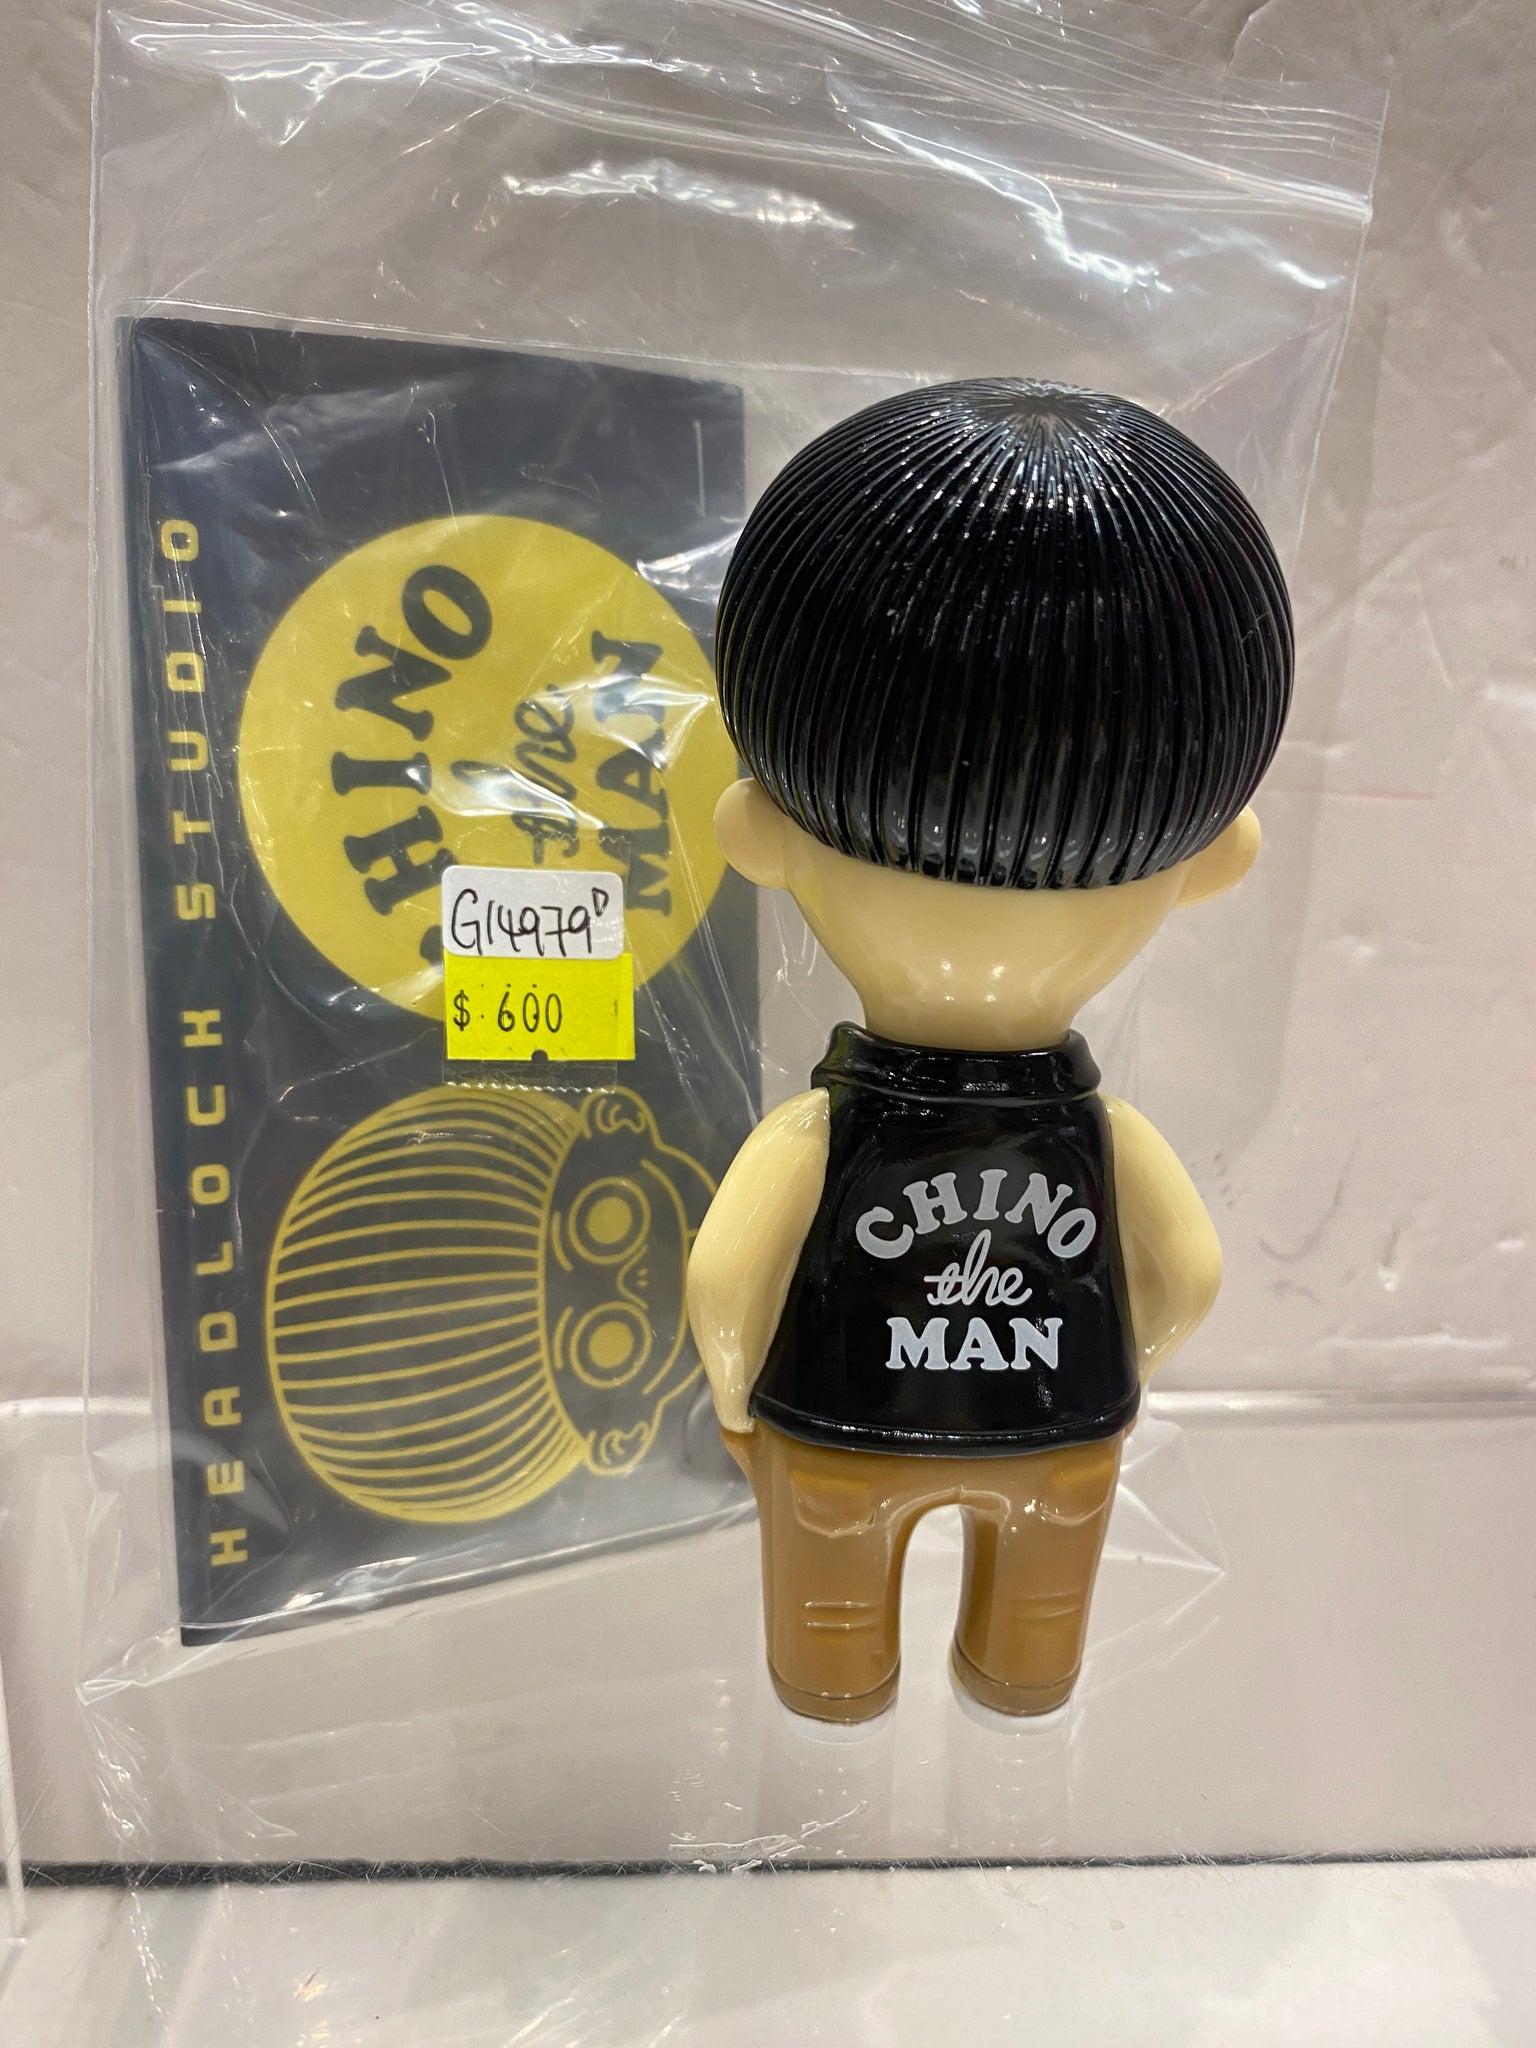 HEADLOCK STUDIO
CHINO
the
MAN
G14979D
$ 600
CHINO
the
MAN